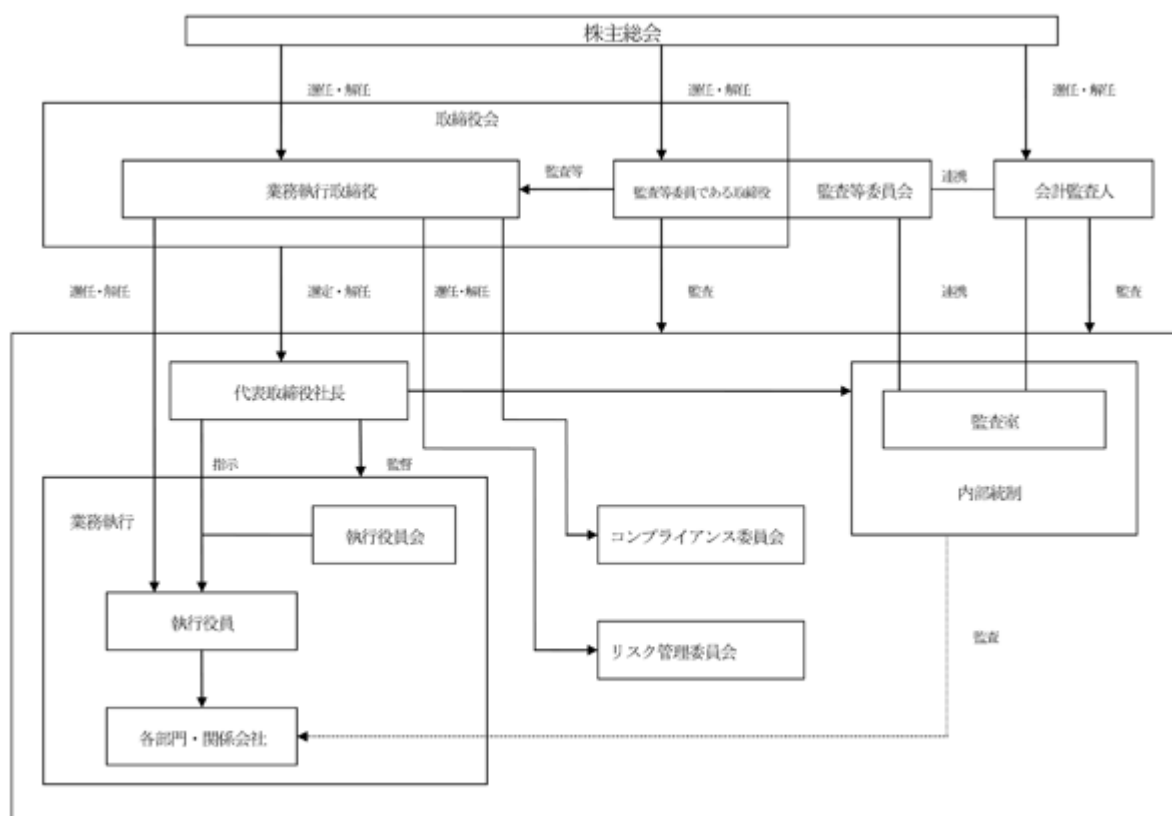 株主総会
選任・解任
選任・解任
選任・解任
取締役会
業務執行取締役
監査等
監査等委員である取締役
監査等委員会
連携
会計監査人
選任・解任
選定・解任
選任・解任
監査
連携
監査
代表取締役社長
監査室
内部統制
指示
監督
業務執行
執行役員会
コンプライアンス委員会
執行役員
リスク管理委員会
監査
各部門・関係会社